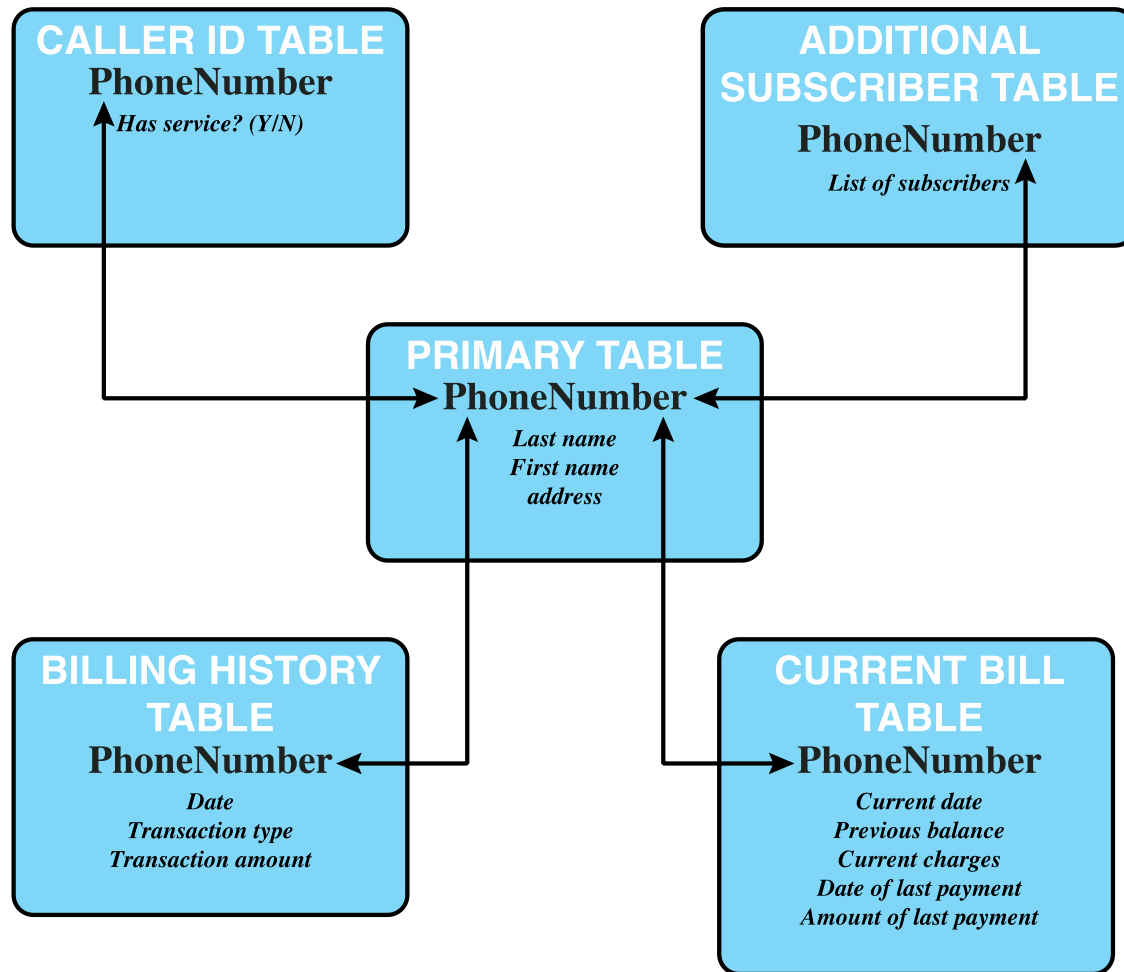 CALLER ID TABLE
PhoneNumber
Has service? (Y/N)
ADDITIONAL
SUBSCRIBER TABLE
PhoneNumber
List of subscribers
PRIMARY TABLE
PhoneNumber
Last name
First name
address
BILLING HISTORY
TABLE
PhoneNumber
Date
Transaction type
Transaction amount
CURRENT BILL
TABLE
PhoneNumber
Current date
Previous balance
Current charges
Date of last payment
Amount of last payment